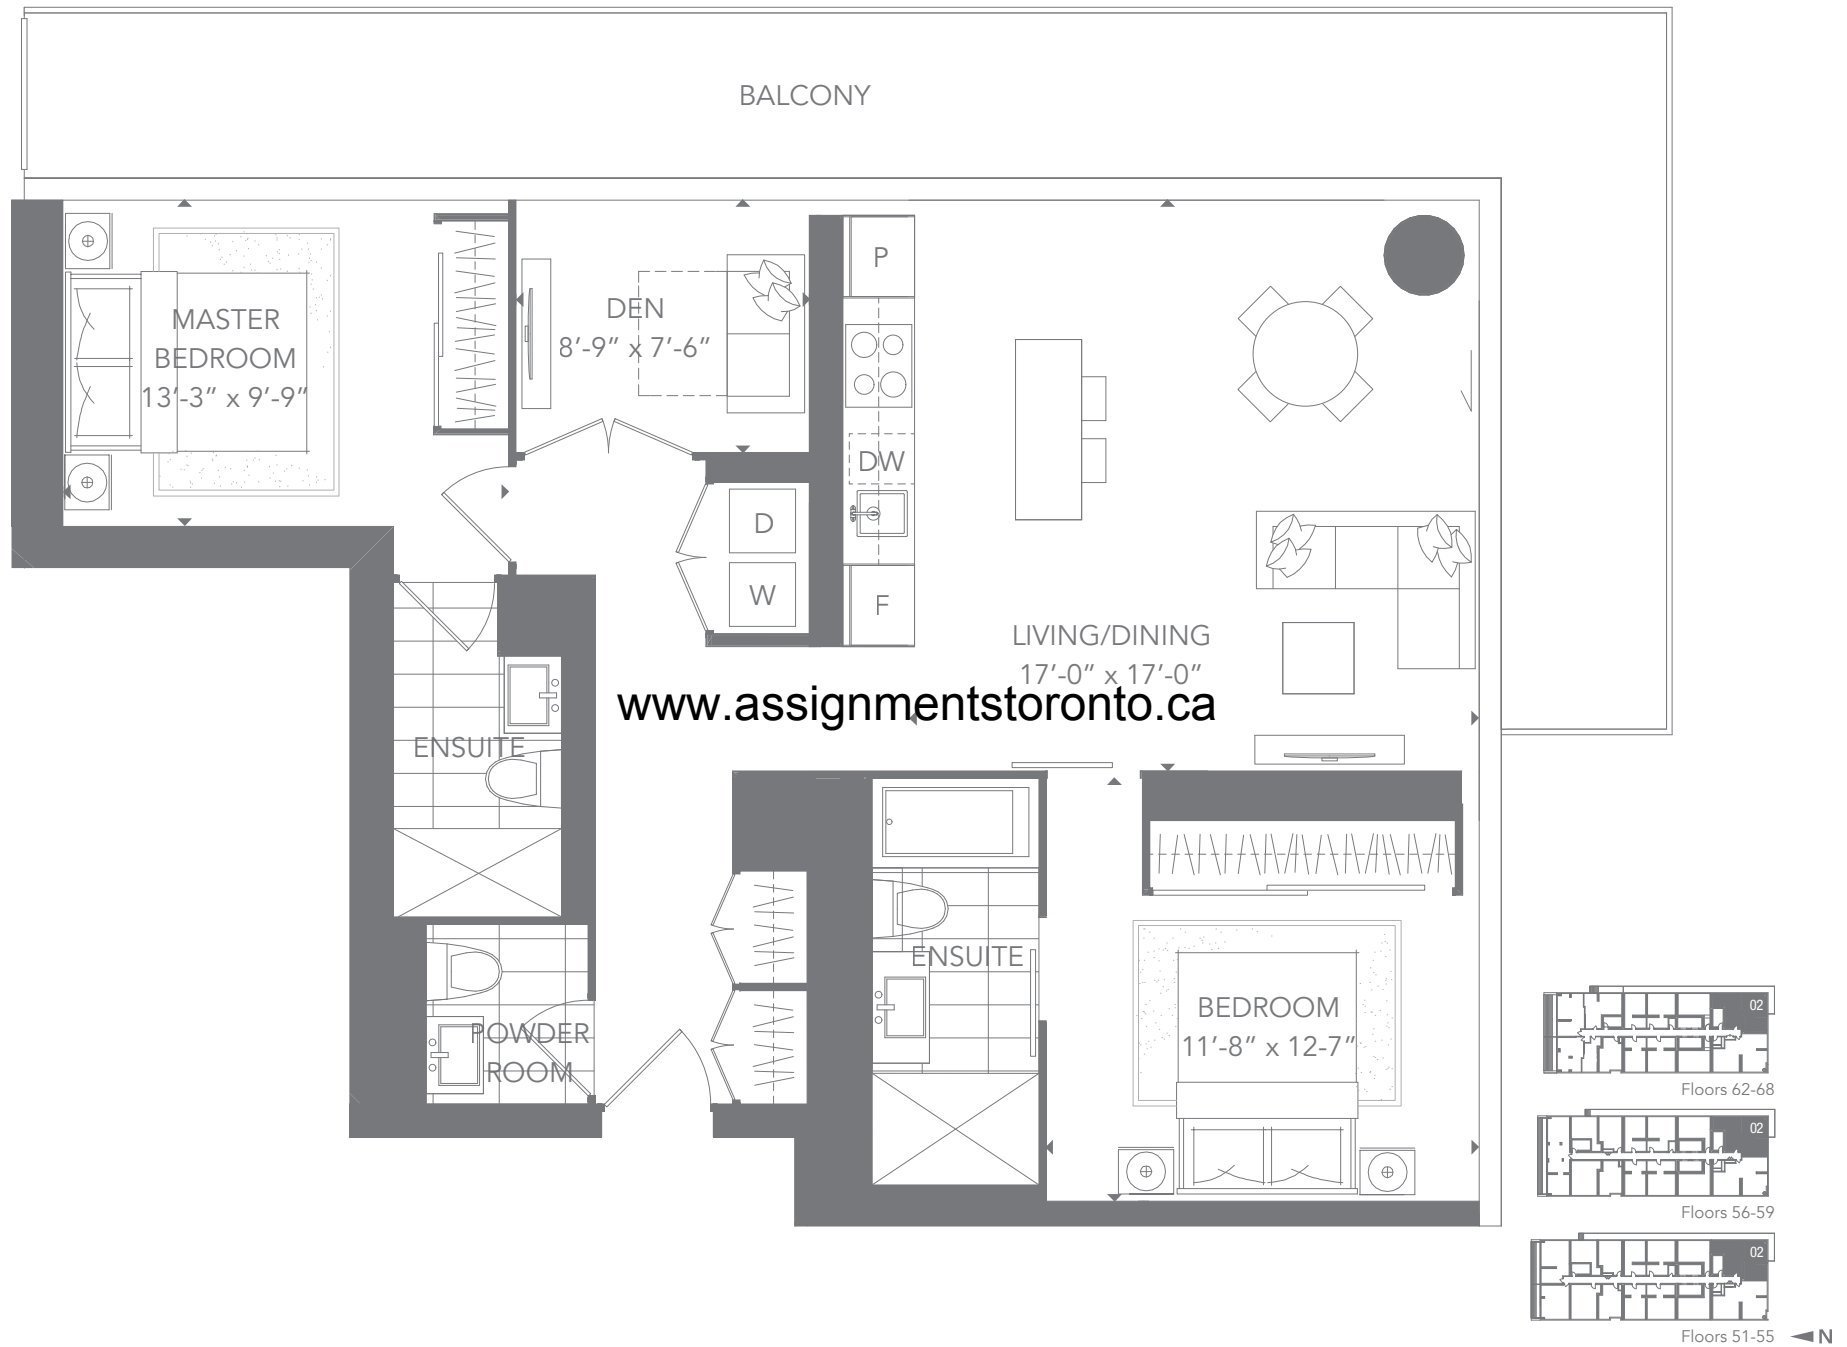 BALCONY
MASTER
BEDROOM
13’-3” x 9’-9”
DEN
8’-9” x 7’-6”
P
DW
F
D
W
LIVING/DINING
17’-0” x 17’-0”
www.assignmentstoronto.ca
ENSUITE
POWDER
ROOM
ENSUITE
BEDROOM
11’-8” x 12-7”
02
Floors 62-68
02
Floors 56-59
02
Floors 51-55
N